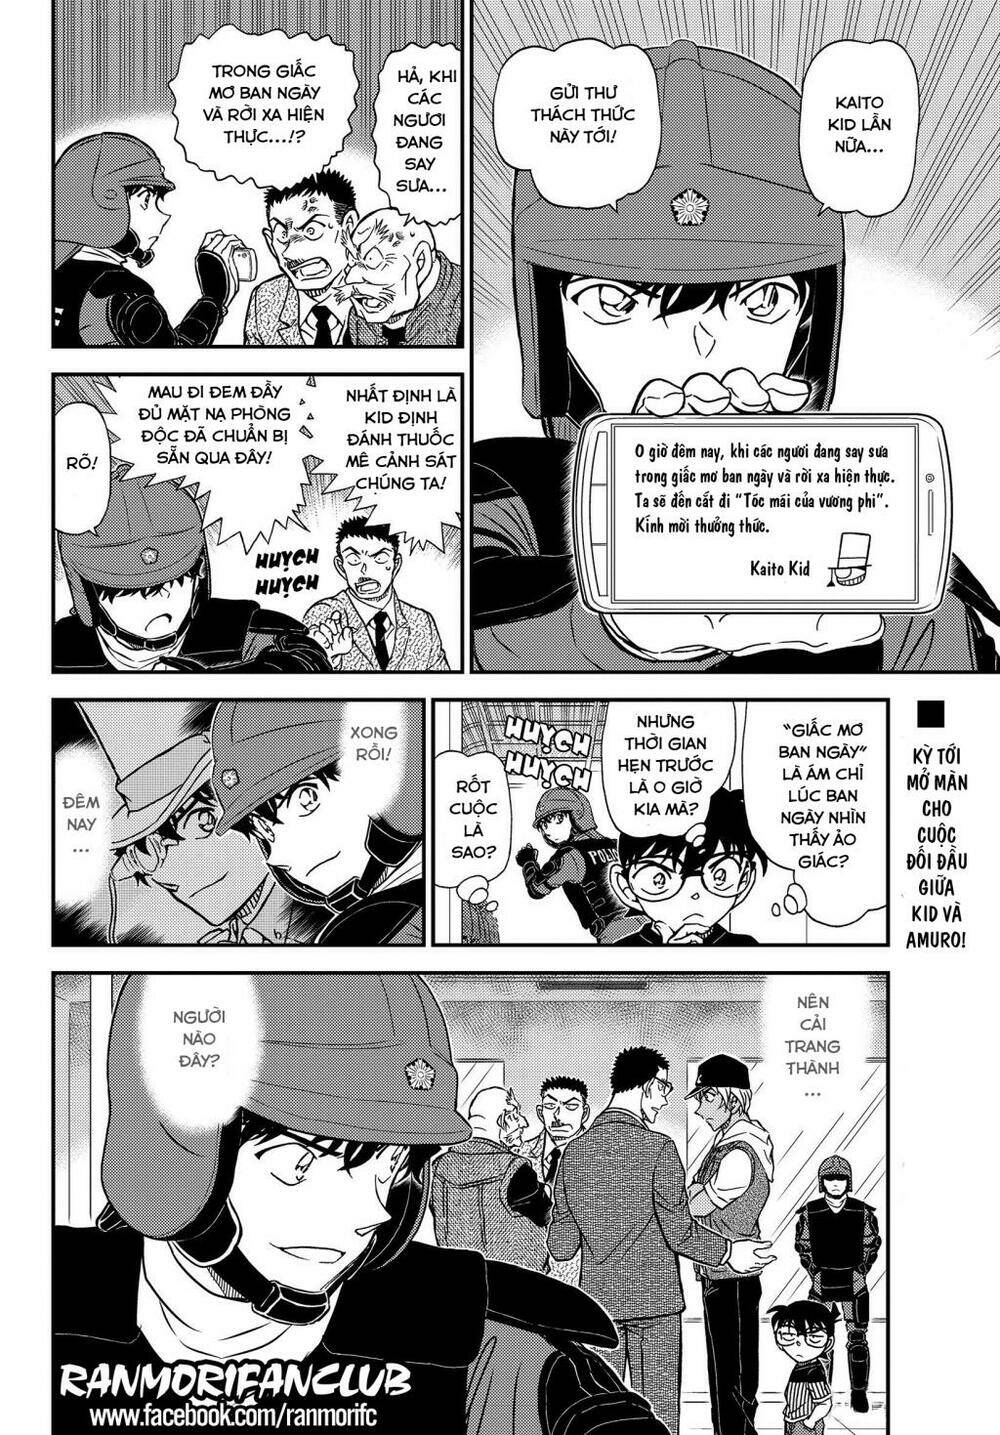 KAITO
KID LẦN
NỮA...
GỬI THƯ
THÁCH THỨC
NÀY TỚI!
O giờ đêm nay, khi các ngươi đang say sưa
trong giấc mơ ban ngày và rời xa hiện thực.
Ta sẽ đến cắt đi “Tóc mái của vương phi”.
Kính mời thưởng thức.
Kaito Kid
HẢ, KHI
CÁC
NGƯƠI
ĐANG
SAY
SƯA...
TRONG GIẤC
MƠ BAN NGÀY
VÀ RỜI XA HIỆN
THỰC...!?
NHẤT ĐỊNH LÀ
KID ĐỊNH
ĐÁNH THUỐC
MÊ CẢNH SÁT
CHÚNG TA!
MAU ĐI ĐEM ĐẦY
ĐỦ MẶT NẠ PHÒNG
ĐỘC ĐÃ CHUẨN BỊ
SẴN QUA ĐÂY!
RÕ!
HUỴCH
HUỴCH
“GIẤC MƠ
BAN NGÀY”
LÀ ÁM CHỈ
LÚC BAN
NGÀY NHÌN
THẤY ẢO
GIÁC?
NHƯNG
THỜI GIAN
HẸN TRƯỚC
LÀ O GIỜ
KIA MÀ?
RỐT
CUỘC
LÀ
SAO?
HUỴCH
HUỴCH
POLI
XONG
RỒI!
ĐÊM
NAY
...
NÊN
CẢI
TRANG
THÀNH
...
NGƯỜI
NÀO
ĐÂY?
KỲ TỚI
MỞ MÀN
CHO
CUỘC
ĐỐI ĐẦU
GIỮA
KID VÀ
AMURO!
RANMORIFANCLUB
www.facebook.com/ranmorifc